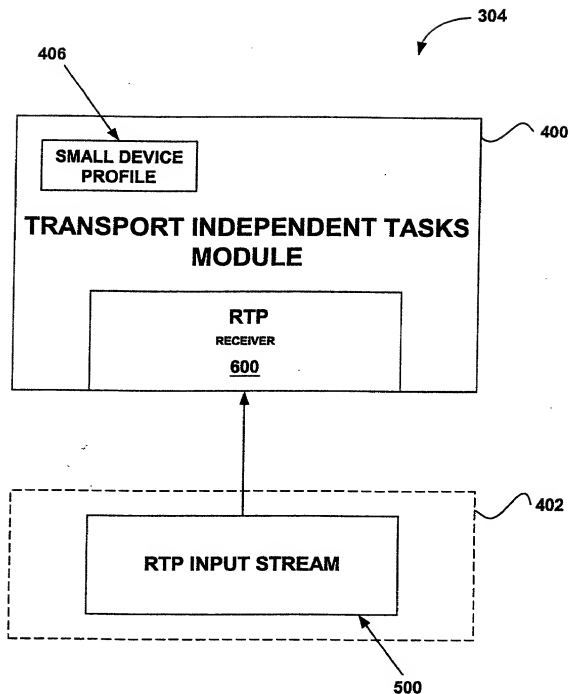 304
406
400
SMALL DEVICE
PROFILE
TRANSPORT INDEPENDENT TASKS
MODULE
RTP
RECEIVER
600
402
RTP INPUT STREAM
500